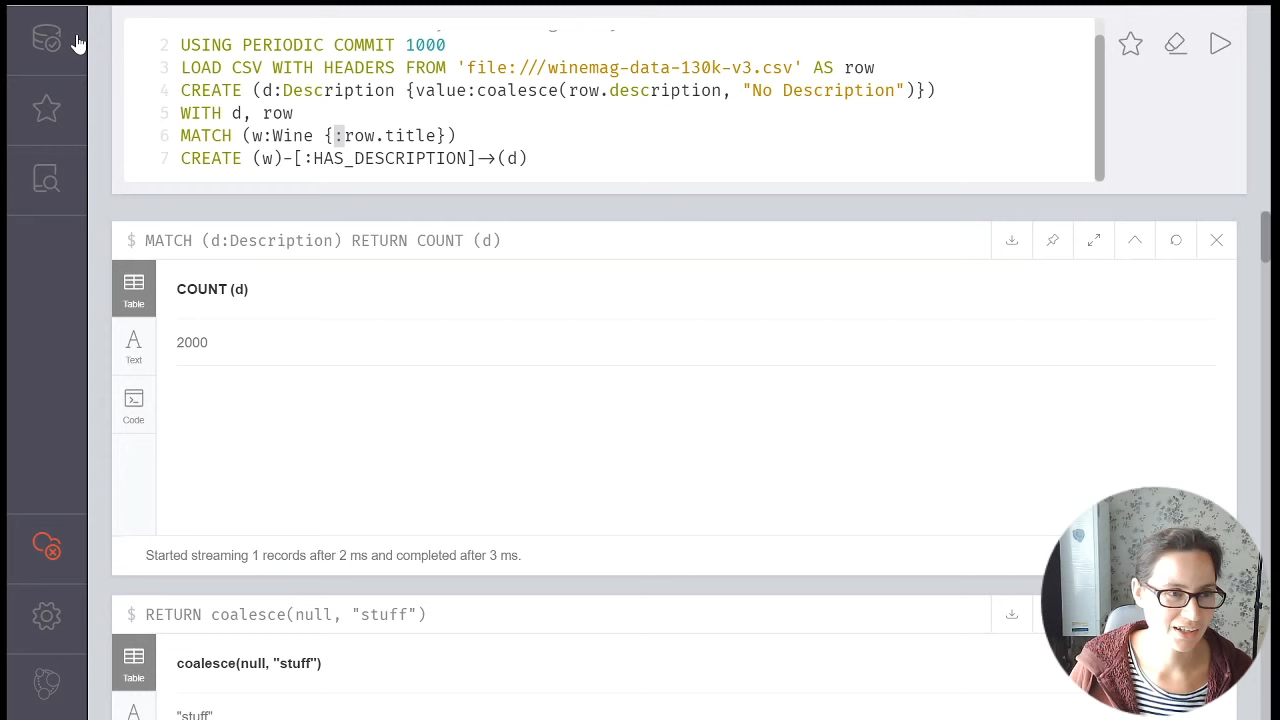 2 USING PERIODIC COMMIT 1000
3 LOAD CSV WITH HEADERS FROM 'file:///winemag-data-130k-v3.csv' AS row
4 CREATE (d:Description {value:coalesce(row.description, "No Description")})
5 WITH d, row
6 MATCH (w:Wine {:row.title})
7 CREATE (w)-[:HAS_DESCRIPTION]->(d)
$ MATCH (d:Description) RETURN COUNT (d)
Table
COUNT (d)
2000
A
Text
Code
Started streaming 1 records after 2 ms and completed after 3 ms.
$ RETURN coalesce(null, "stuff")
Table
coalesce(null, "stuff")
A
"stuff"